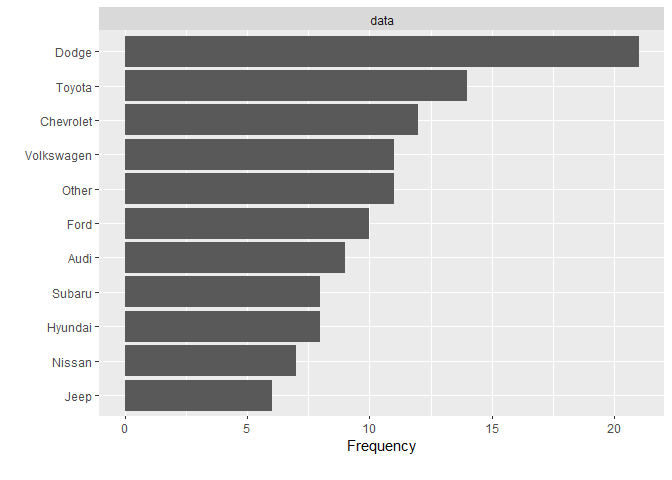 data
Dodge
Toyota
Chevrolet
Volkswagen
Other
Ford
Audi
Subaru
Hyundai
Nissan
Jeep
0 5 10 15 20
Frequency